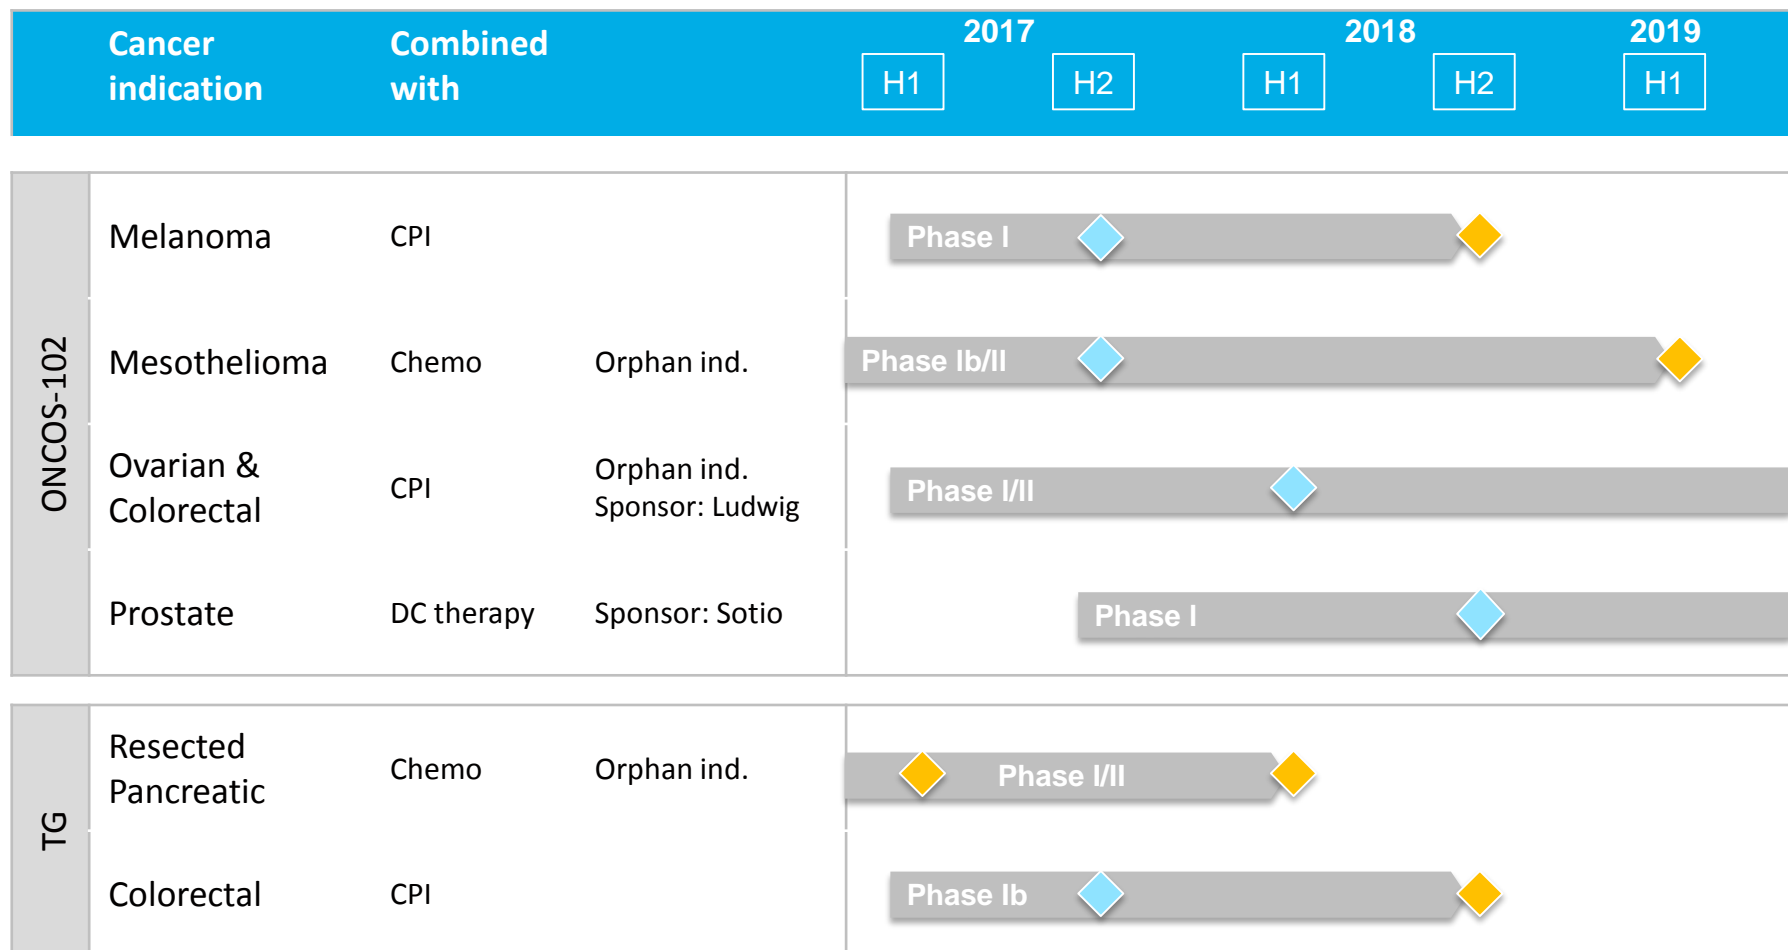 Cancer
indication
Combined
with
2017
2018
2019
H1
H2
H1
H2
H1
ONCOS-102
Melanoma
CPI
Phase I
Mesothelioma
Chemo
Orphan ind.
Phase Ib/II
Ovarian &
Colorectal
CPI
Orphan ind.
Sponsor: Ludwig
Phase I/II
Prostate
DC therapy
Sponsor: Sotio
Phase I
TG
Resected
Pancreatic
Chemo
Orphan ind.
Phase I/II
Colorectal
CPI
Phase Ib